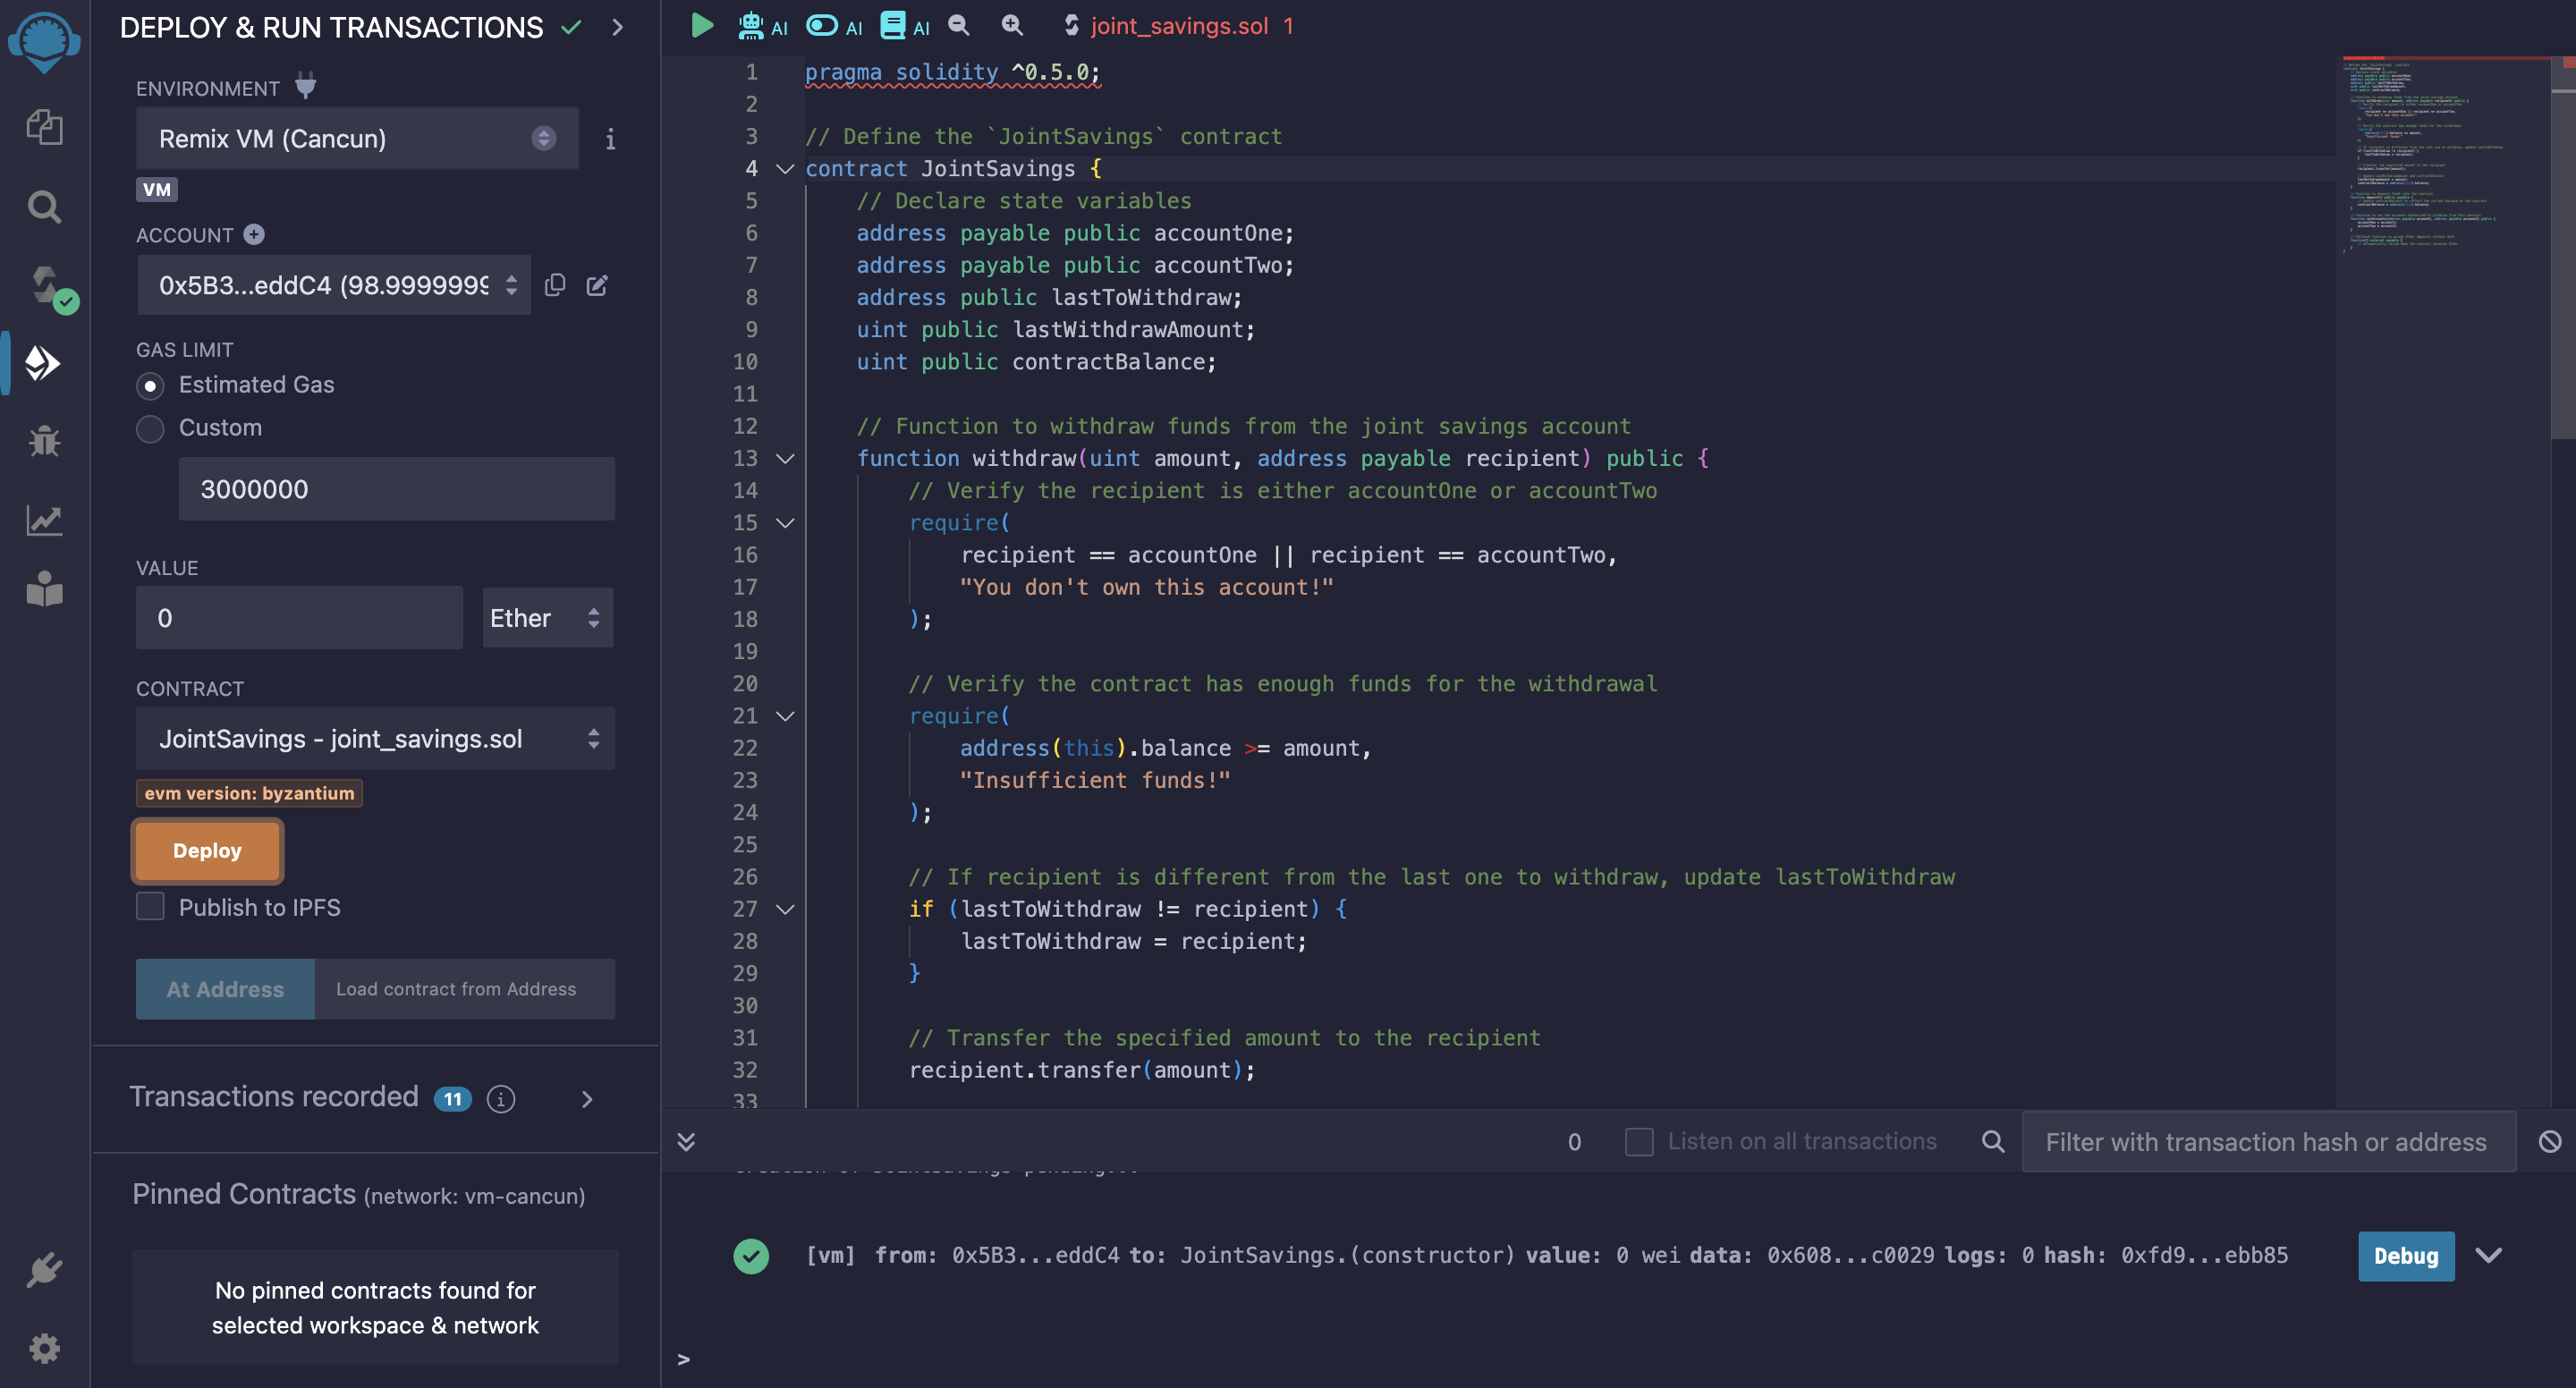 DEPLOY & RUN TRANSACTIONS
ENVIRONMENT
Remix VM (Cancun)
VM
ACCOUNT
0x5B3...eddC4 (98.9999999
GAS LIMIT
Estimated Gas
Custom
3000000
VALUE
0
Ether
CONTRACT
JointSavings - joint_savings.sol
evm version: byzantium
Deploy
Publish to IPFS
At Address
Load contract from Address
Transactions recorded 11
Pinned Contracts (network: vm-cancun)
No pinned contracts found for
selected workspace & network
AI AI AI joint_savings.sol 1
1 pragma solidity ^0.5.0;
2
3 // Define the `JointSavings` contract
4 contract JointSavings {
5 // Declare state variables
6 address payable public accountOne;
7 address payable public accountTwo;
8 address public lastToWithdraw;
9 uint public lastWithdrawAmount;
10 uint public contractBalance;
11
12 // Function to withdraw funds from the joint savings account
13 function withdraw(uint amount, address payable recipient) public {
14 // Verify the recipient is either accountOne or accountTwo
15 require(
16 recipient == accountOne || recipient == accountTwo,
17 "You don't own this account!"
18 );
19
20 // Verify the contract has enough funds for the withdrawal
21 require(
22 address(this).balance >= amount,
23 "Insufficient funds!"
24 );
25
26 // If recipient is different from the last one to withdraw, update lastToWithdraw
27 if (lastToWithdraw != recipient) {
28 lastToWithdraw = recipient;
29 }
30
31 // Transfer the specified amount to the recipient
32 recipient.transfer(amount);
33
0
Listen on all transactions
Filter with transaction hash or address
creation of JointSavings pending...
[vm] from: 0x5B3...eddC4 to: JointSavings.(constructor) value: 0 wei data: 0x608...c0029 logs: 0 hash: 0xfd9...ebb85
Debug
>